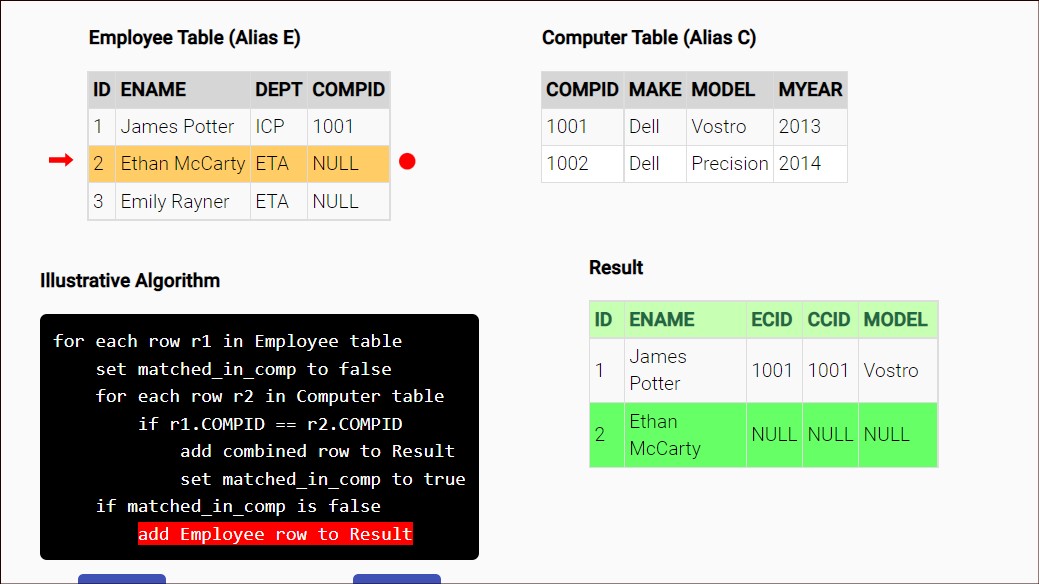 Employee Table (Alias E)
ID ENAME DEPT COMPID
1 James Potter ICP 1001
2 Ethan McCarty ETA NULL
3 Emily Rayner ETA NULL
Computer Table (Alias C)
COMPID MAKE MODEL MYEAR
1001 Dell Vostro 2013
1002 Dell Precision 2014
Illustrative Algorithm
for each row r1 in Employee table
    set matched_in_comp to false
    for each row r2 in Computer table
        if r1.COMPID == r2.COMPID
            add combined row to Result
            set matched_in_comp to true
    if matched_in_comp is false
        add Employee row to Result
Result
ID ENAME ECID CCID MODEL
1 James Potter 1001 1001 Vostro
2 Ethan McCarty NULL NULL NULL